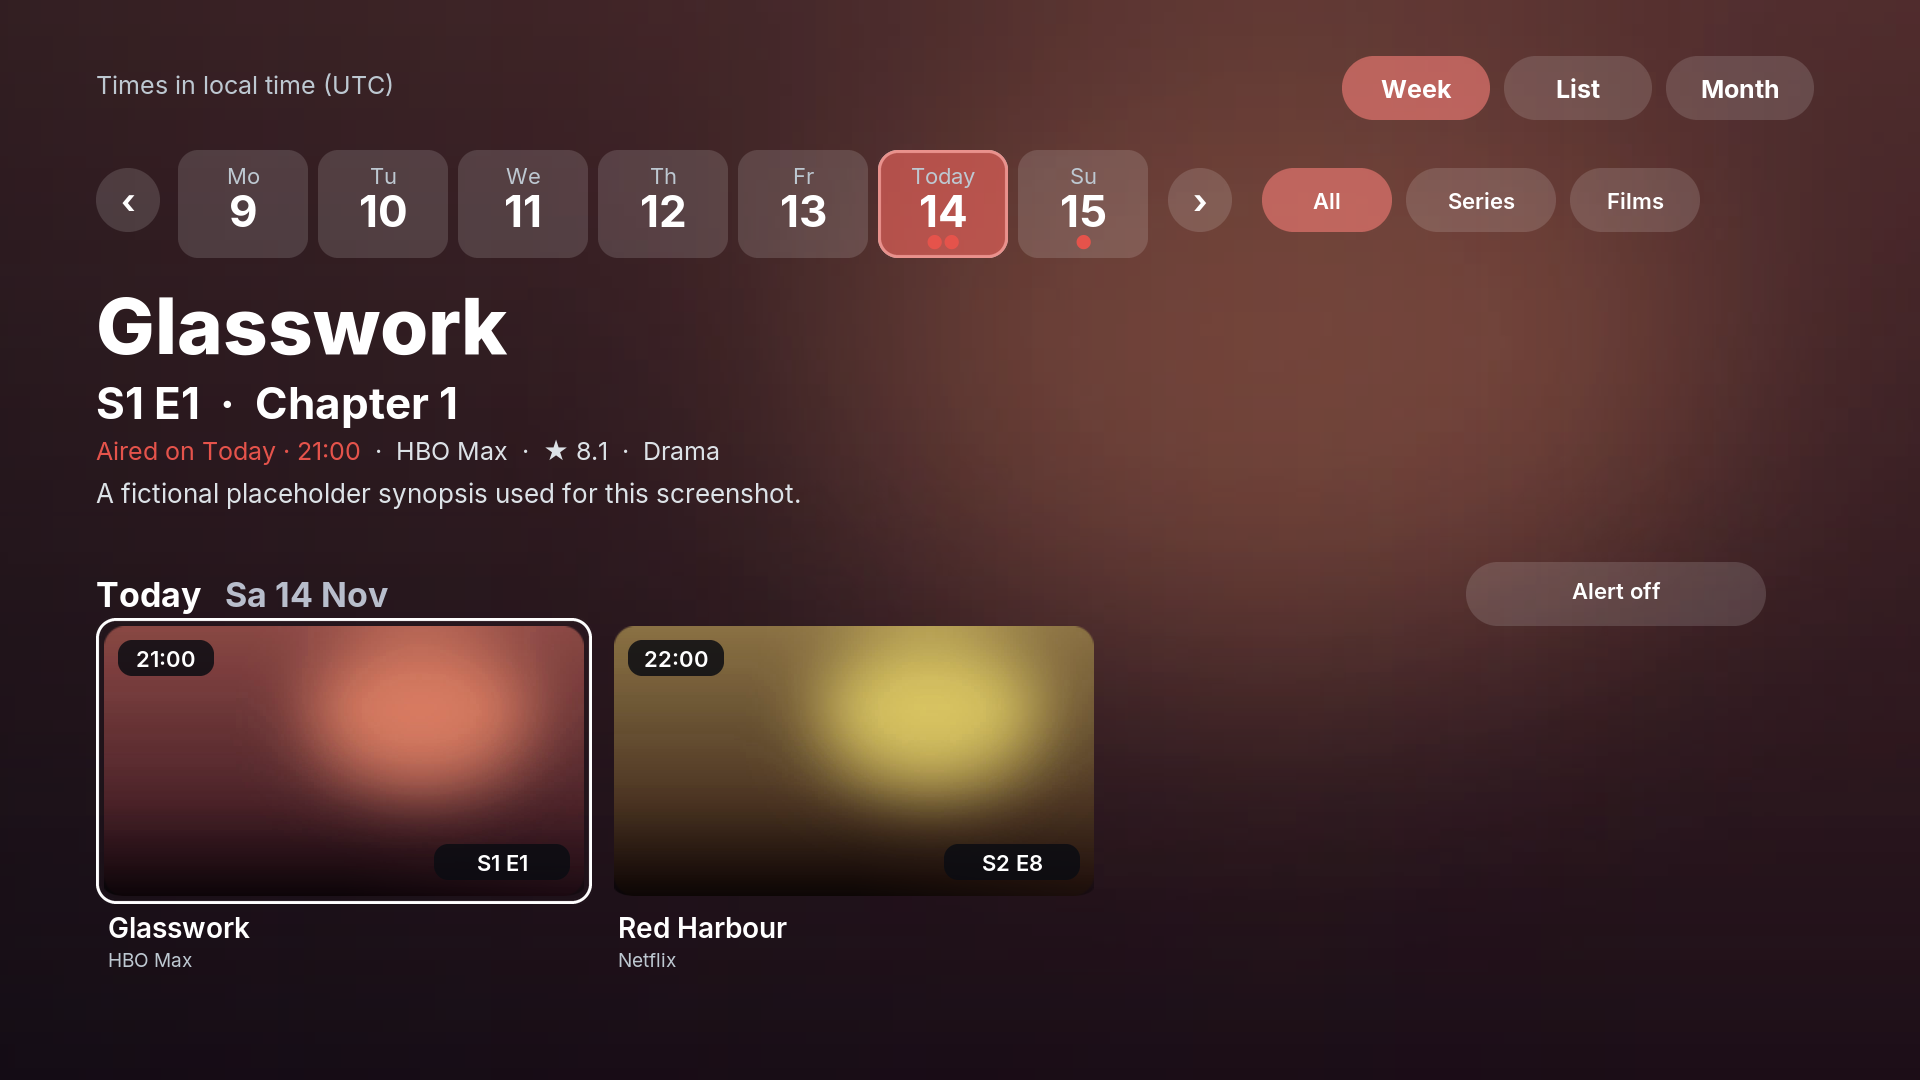 Times in local time (UTC)
Week List Month
‹ Mo 9 Tu 10 We 11 Th 12 Fr 13 Today 14 Su 15 › All Series Films
Glasswork
S1 E1 · Chapter 1
Aired on Today · 21:00 · HBO Max · ★ 8.1 · Drama
A fictional placeholder synopsis used for this screenshot.
Today Sa 14 Nov
Alert off
21:00
S1 E1
Glasswork
HBO Max
22:00
S2 E8
Red Harbour
Netflix